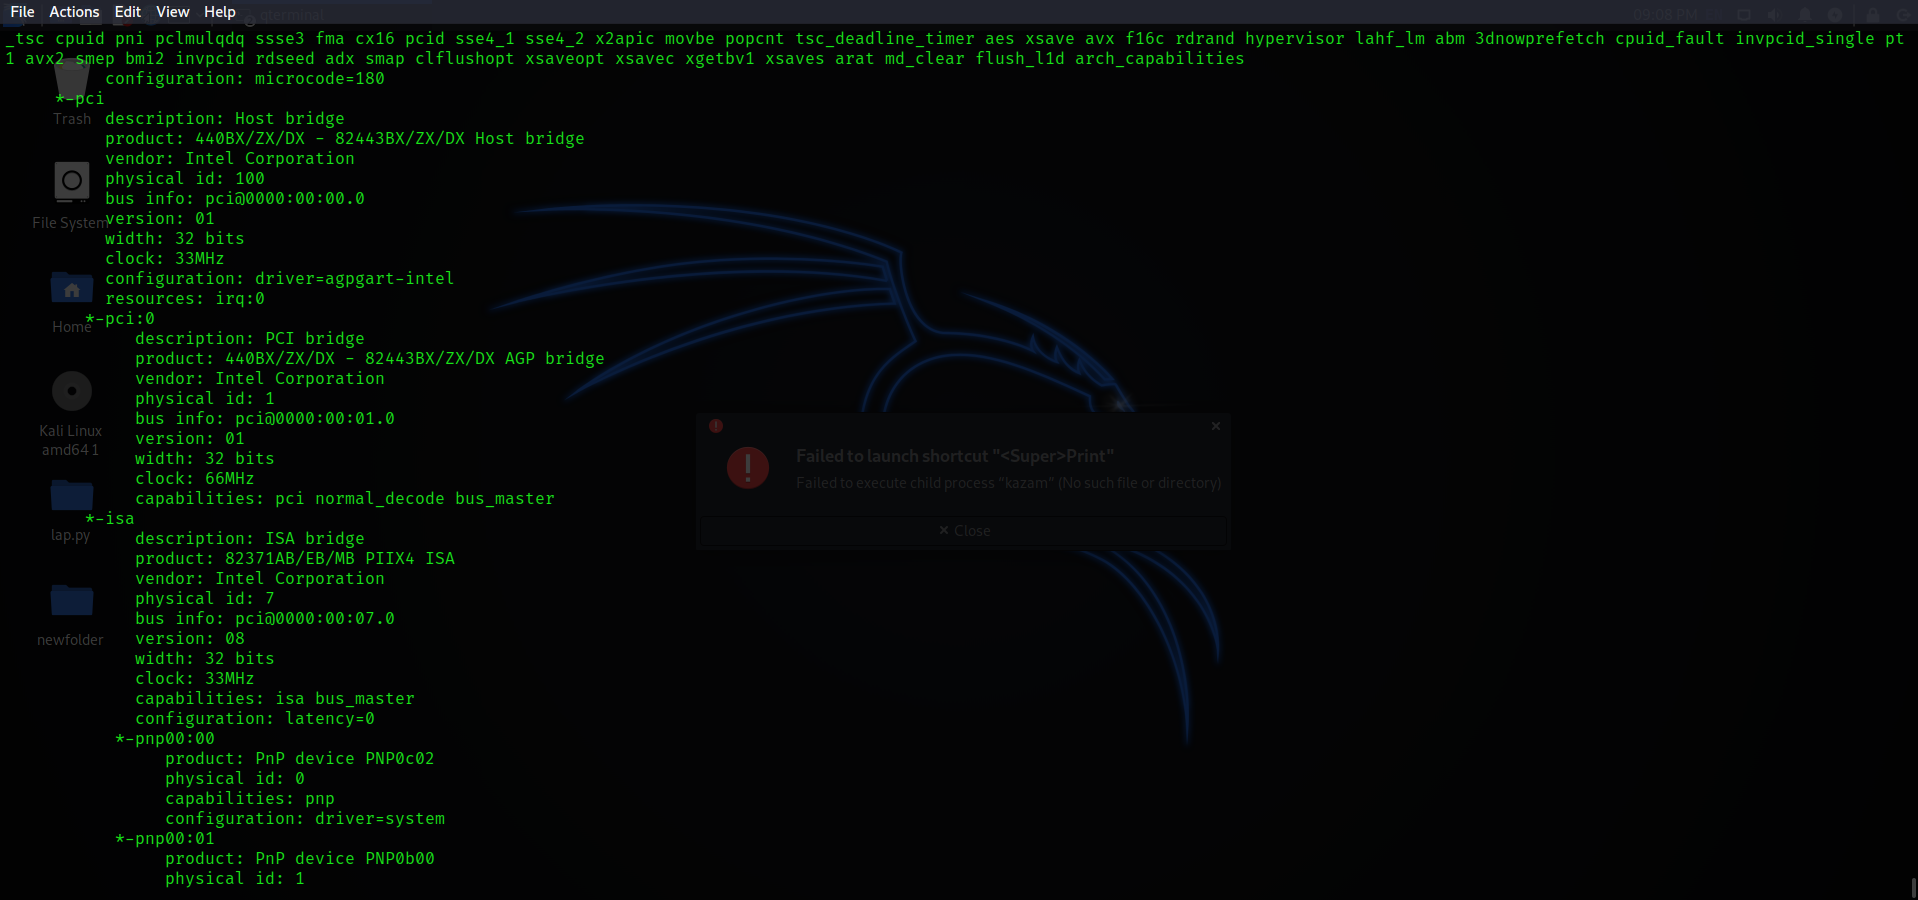 File Actions Edit View Help
qterminal
09:08 PM
_tsc cpuid pni pclmulqdq ssse3 fma cx16 pcid sse4_1 sse4_2 x2apic movbe popcnt tsc_deadline_timer aes xsave avx f16c rdrand hypervisor lahf_lm abm 3dnowprefetch cpuid_fault invpcid_single pt
1 avx2 smep bmi2 invpcid rdseed adx smap clflushopt xsaveopt xsavec xgetbv1 xsaves arat md_clear flush_l1d arch_capabilities
configuration: microcode=180
*-pci
description: Host bridge
product: 440BX/ZX/DX - 82443BX/ZX/DX Host bridge
vendor: Intel Corporation
physical id: 100
bus info: pci@0000:00:00.0
version: 01
width: 32 bits
clock: 33MHz
configuration: driver=agpgart-intel
resources: irq:0
*-pci:0
description: PCI bridge
product: 440BX/ZX/DX - 82443BX/ZX/DX AGP bridge
vendor: Intel Corporation
physical id: 1
bus info: pci@0000:00:01.0
version: 01
width: 32 bits
clock: 66MHz
capabilities: pci normal_decode bus_master
*-isa
description: ISA bridge
product: 82371AB/EB/MB PIIX4 ISA
vendor: Intel Corporation
physical id: 7
bus info: pci@0000:00:07.0
version: 08
width: 32 bits
clock: 33MHz
capabilities: isa bus_master
configuration: latency=0
*-pnp00:00
product: PnP device PNP0c02
physical id: 0
capabilities: pnp
configuration: driver=system
*-pnp00:01
product: PnP device PNP0b00
physical id: 1
Trash
File System
Home
Kali Linux
amd64 1
lap.py
newfolder
Failed to launch shortcut "<Super>Print"
Failed to execute child process “kazam” (No such file or directory)
Close